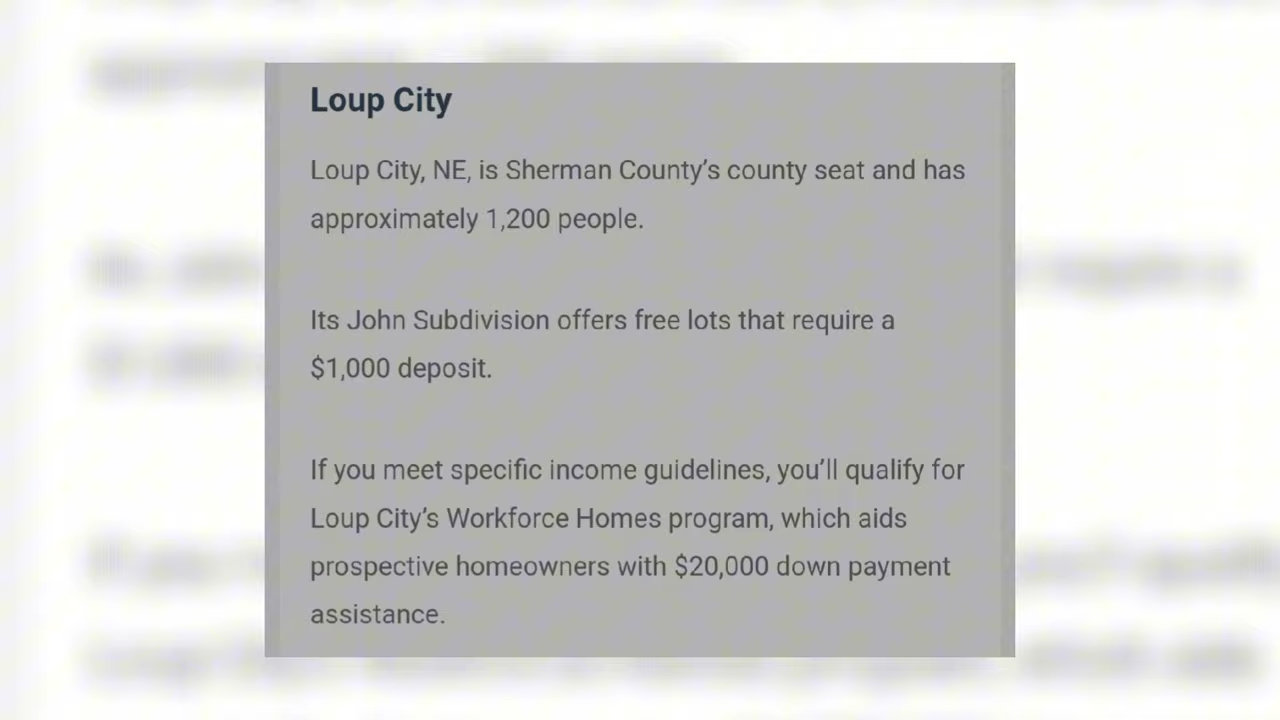 Loup City
Loup City, NE, is Sherman County’s county seat and has
approximately 1,200 people.
Its John Subdivision offers free lots that require a
$1,000 deposit.
If you meet specific income guidelines, you’ll qualify for
Loup City’s Workforce Homes program, which aids
prospective homeowners with $20,000 down payment
assistance.